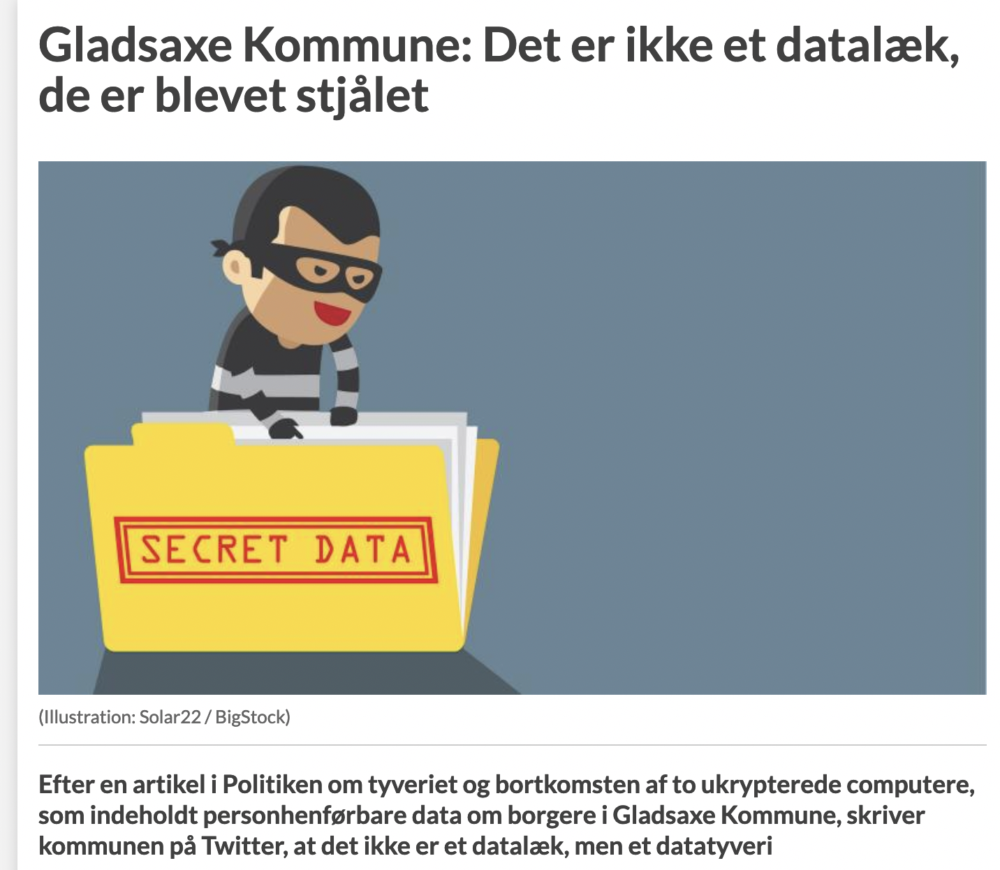 Gladsaxe Kommune: Det er ikke et datalæk,
de er blevet stjålet
SECRET DATA
(Illustration: Solar22 / BigStock)
Efter en artikel i Politiken om tyveriet og bortkomsten af to ukrypterede computere,
som indeholdt personhenførbare data om borgere i Gladsaxe Kommune, skriver
kommunen på Twitter, at det ikke er et datalæk, men et datatyveri